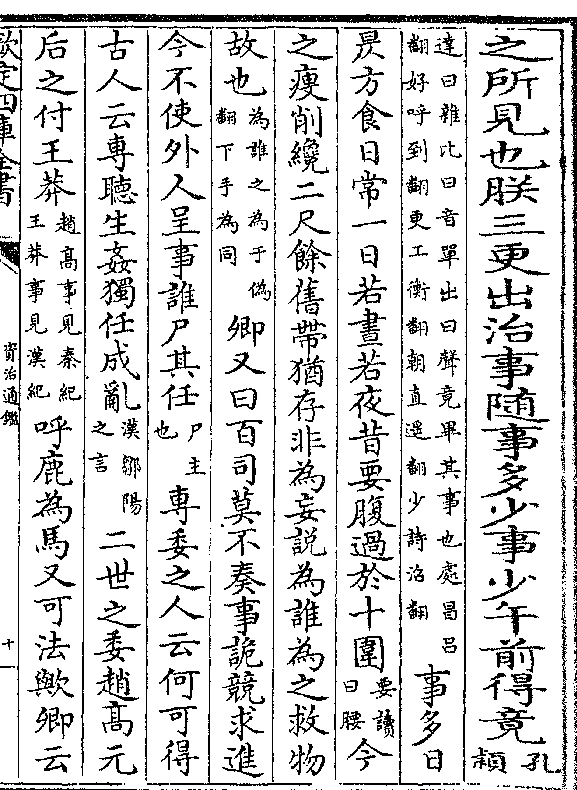 之所見也朕三更出治事隨事多少事少午前得竟孔穎
達曰雜比曰音單出曰聲竟畢其事也處昌呂翻好呼到翻更工衡翻朝直遥翻少詩沼翻事多日
昃方食日常一日若晝若夜昔要腹過於十圍要讀曰腰今
之瘦削纔二尺餘舊帶猶存非為妄說為誰為之救物
故也為誰之為于偽翻下手為同卿又曰百司莫不奏事詭競求進
今不使外人呈事誰尸其任尸主也專委之人云何可得
古人云專聽生姦獨任成亂漢鄒陽之言二世之委趙高元
后之付王莽趙高事見秦紀王莽事見漢紀呼鹿為馬又可法歟卿云
欽定四庫全書
資治通鑑
十